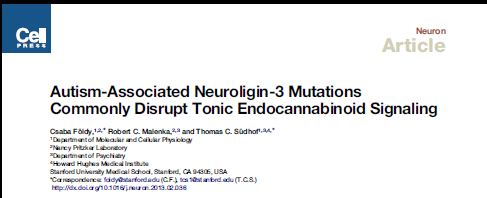 Cell
PRESS
Neuron
Article
Autism-Associated Neuroligin-3 Mutations
Commonly Disrupt Tonic Endocannabinoid Signaling
Csaba Földy,1,2,* Robert C. Malenka,2,3 and Thomas C. Südhof1,3,4,*
1Department of Molecular and Cellular Physiology
2Nancy Pritzker Laboratory
3Department of Psychiatry
4Howard Hughes Medical Institute
Stanford University Medical School, Stanford, CA 94305, USA
*Correspondence: foldy@stanford.edu (C.F.), tcs1@stanford.edu (T.C.S.)
http://dx.doi.org/10.1016/j.neuron.2013.02.036